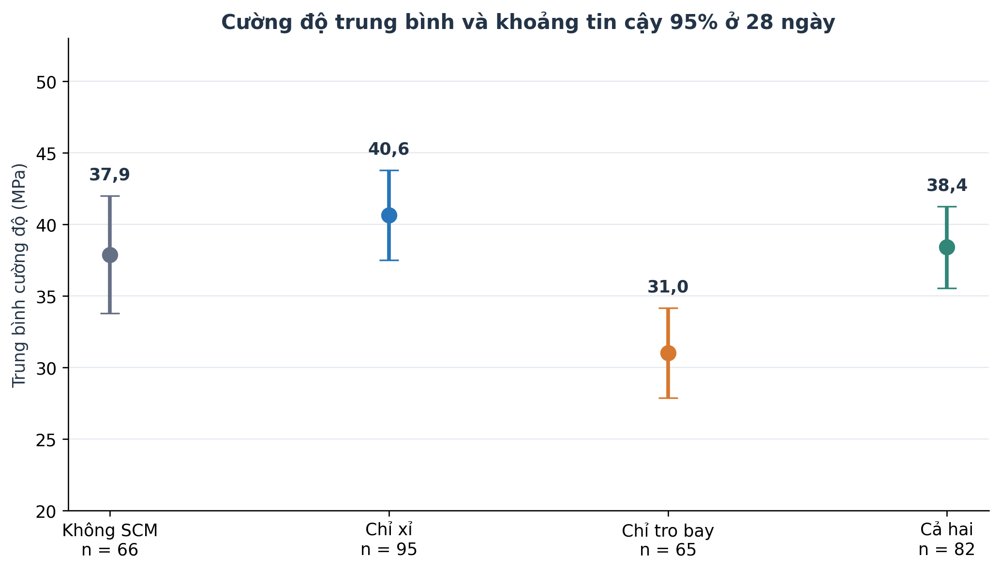 Cường độ trung bình và khoảng tin cậy 95% ở 28 ngày
Trung bình cường độ (MPa)
50
45
40
35
30
25
20
37,9
40,6
31,0
38,4
Không SCM
n = 66
Chỉ xỉ
n = 95
Chỉ tro bay
n = 65
Cả hai
n = 82